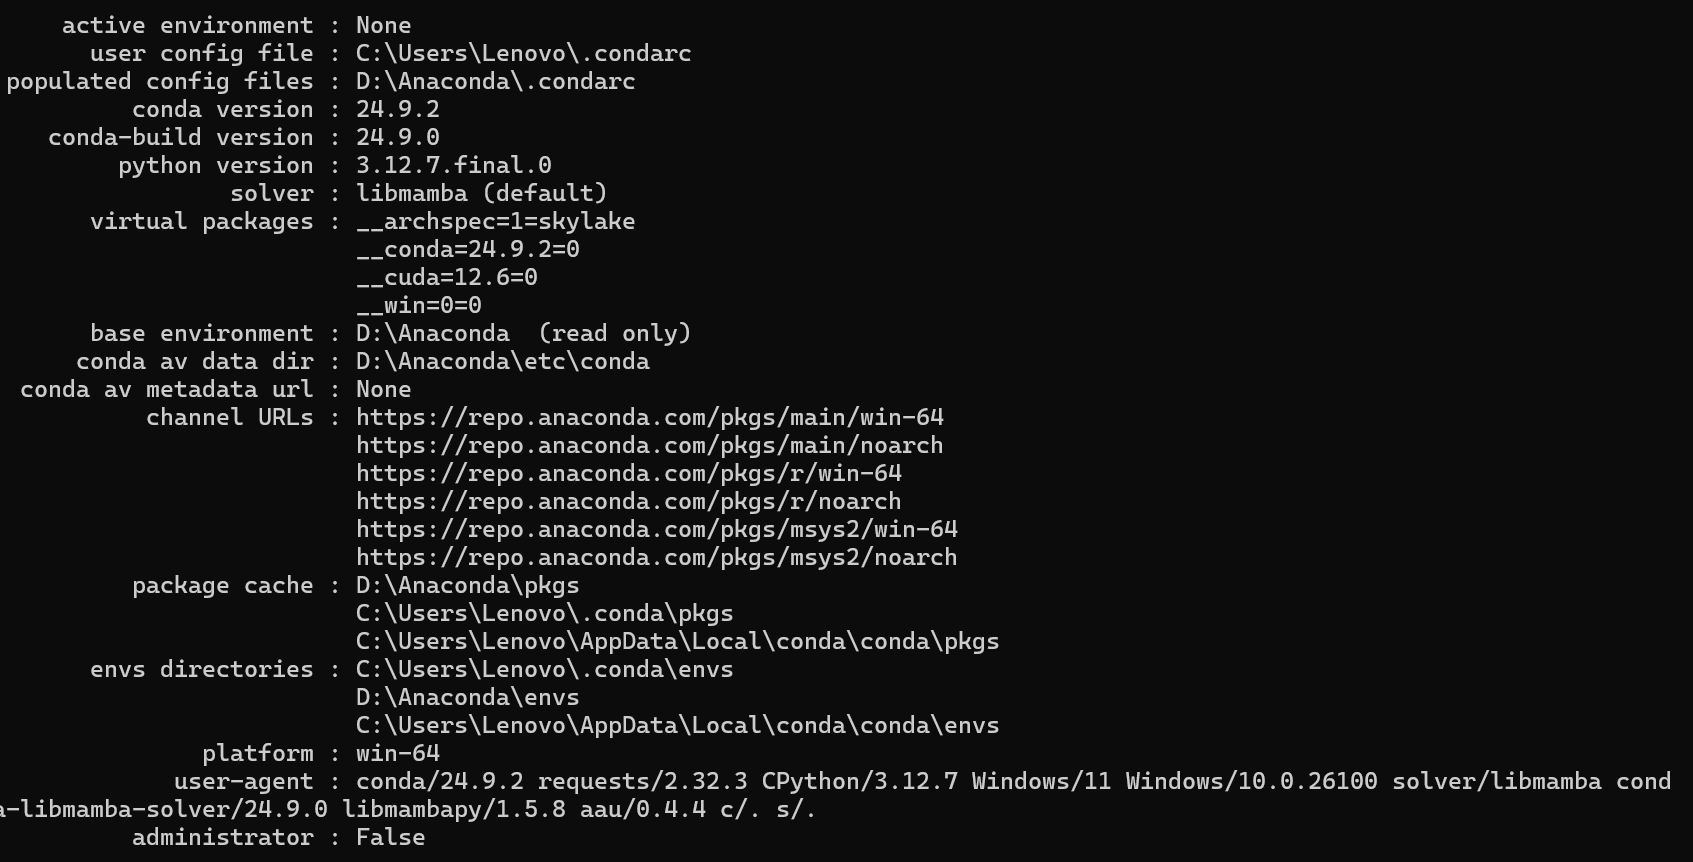 active environment : None
user config file : C:\Users\Lenovo\.condarc
populated config files : D:\Anaconda\.condarc
conda version : 24.9.2
conda-build version : 24.9.0
python version : 3.12.7.final.0
solver : libmamba (default)
virtual packages : __archspec=1=skylake
__conda=24.9.2=0
__cuda=12.6=0
__win=0=0
base environment : D:\Anaconda  (read only)
conda av data dir : D:\Anaconda\etc\conda
conda av metadata url : None
channel URLs : https://repo.anaconda.com/pkgs/main/win-64
https://repo.anaconda.com/pkgs/main/noarch
https://repo.anaconda.com/pkgs/r/win-64
https://repo.anaconda.com/pkgs/r/noarch
https://repo.anaconda.com/pkgs/msys2/win-64
https://repo.anaconda.com/pkgs/msys2/noarch
package cache : D:\Anaconda\pkgs
C:\Users\Lenovo\.conda\pkgs
C:\Users\Lenovo\AppData\Local\conda\conda\pkgs
envs directories : C:\Users\Lenovo\.conda\envs
D:\Anaconda\envs
C:\Users\Lenovo\AppData\Local\conda\conda\envs
platform : win-64
user-agent : conda/24.9.2 requests/2.32.3 CPython/3.12.7 Windows/11 Windows/10.0.26100 solver/libmamba cond
a-libmamba-solver/24.9.0 libmambapy/1.5.8 aau/0.4.4 c/. s/.
administrator : False